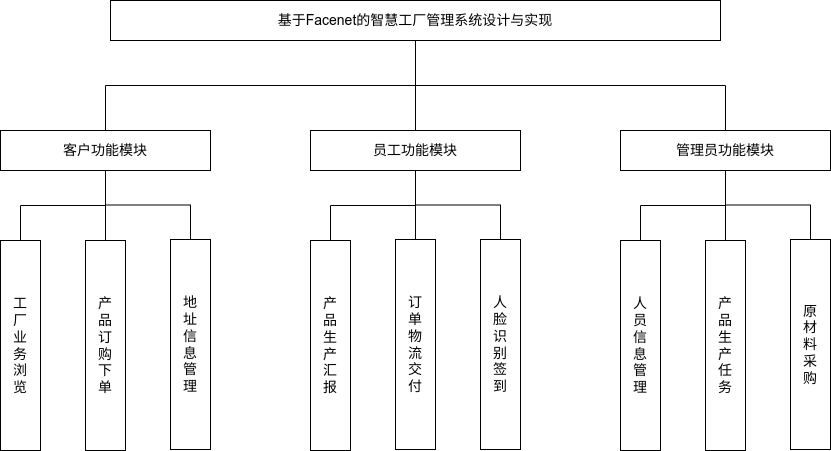 基于Facenet的智慧工厂管理系统设计与实现
客户功能模块
员工功能模块
管理员功能模块
工厂业务浏览
产品订购下单
地址信息管理
产品生产汇报
订单物流交付
人脸识别签到
人员信息管理
产品生产任务
原材料采购